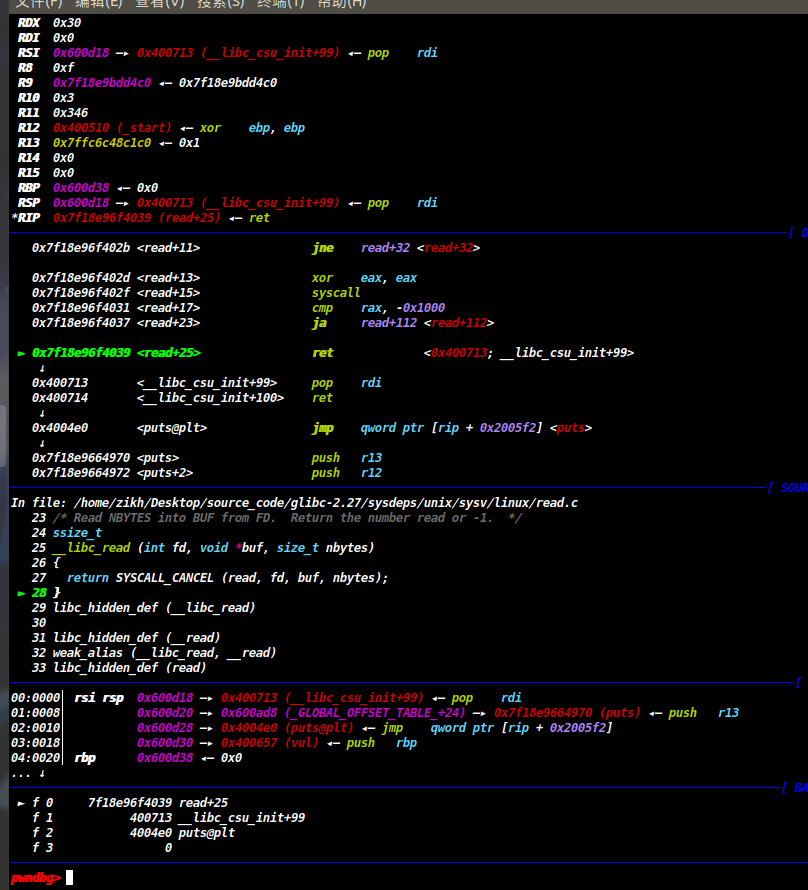 文件(F) 编辑(E) 查看(V) 搜索(S) 终端(T) 帮助(H)
RDX 0x30
RDI 0x0
RSI 0x600d18 —▸ 0x400713 (__libc_csu_init+99) ◂— pop rdi
R8 0xf
R9 0x7f18e9bdd4c0 ◂— 0x7f18e9bdd4c0
R10 0x3
R11 0x346
R12 0x400510 (_start) ◂— xor ebp, ebp
R13 0x7ffc6c48c1c0 ◂— 0x1
R14 0x0
R15 0x0
RBP 0x600d38 ◂— 0x0
RSP 0x600d18 —▸ 0x400713 (__libc_csu_init+99) ◂— pop rdi
*RIP 0x7f18e96f4039 (read+25) ◂— ret
[ D
0x7f18e96f402b <read+11> jne read+32 <read+32>
0x7f18e96f402d <read+13> xor eax, eax
0x7f18e96f402f <read+15> syscall
0x7f18e96f4031 <read+17> cmp rax, -0x1000
0x7f18e96f4037 <read+23> ja read+112 <read+112>
► 0x7f18e96f4039 <read+25> ret <0x400713; __libc_csu_init+99>
↓
0x400713 <__libc_csu_init+99> pop rdi
0x400714 <__libc_csu_init+100> ret
↓
0x4004e0 <puts@plt> jmp qword ptr [rip + 0x2005f2] <puts>
↓
0x7f18e9664970 <puts> push r13
0x7f18e9664972 <puts+2> push r12
[ SOUR
In file: /home/zikh/Desktop/source_code/glibc-2.27/sysdeps/unix/sysv/linux/read.c
23 /* Read NBYTES into BUF from FD.  Return the number read or -1.  */
24 ssize_t
25 __libc_read (int fd, void *buf, size_t nbytes)
26 {
27   return SYSCALL_CANCEL (read, fd, buf, nbytes);
► 28 }
29 libc_hidden_def (__libc_read)
30
31 libc_hidden_def (__read)
32 weak_alias (__libc_read, __read)
33 libc_hidden_def (read)
[
00:0000│ rsi rsp 0x600d18 —▸ 0x400713 (__libc_csu_init+99) ◂— pop rdi
01:0008│ 0x600d20 —▸ 0x600ad8 (_GLOBAL_OFFSET_TABLE_+24) —▸ 0x7f18e9664970 (puts) ◂— push r13
02:0010│ 0x600d28 —▸ 0x4004e0 (puts@plt) ◂— jmp qword ptr [rip + 0x2005f2]
03:0018│ 0x600d30 —▸ 0x400657 (vul) ◂— push rbp
04:0020│ rbp 0x600d38 ◂— 0x0
... ↓
[ BA
► f 0 7f18e96f4039 read+25
f 1 400713 __libc_csu_init+99
f 2 4004e0 puts@plt
f 3 0
pwndbg>